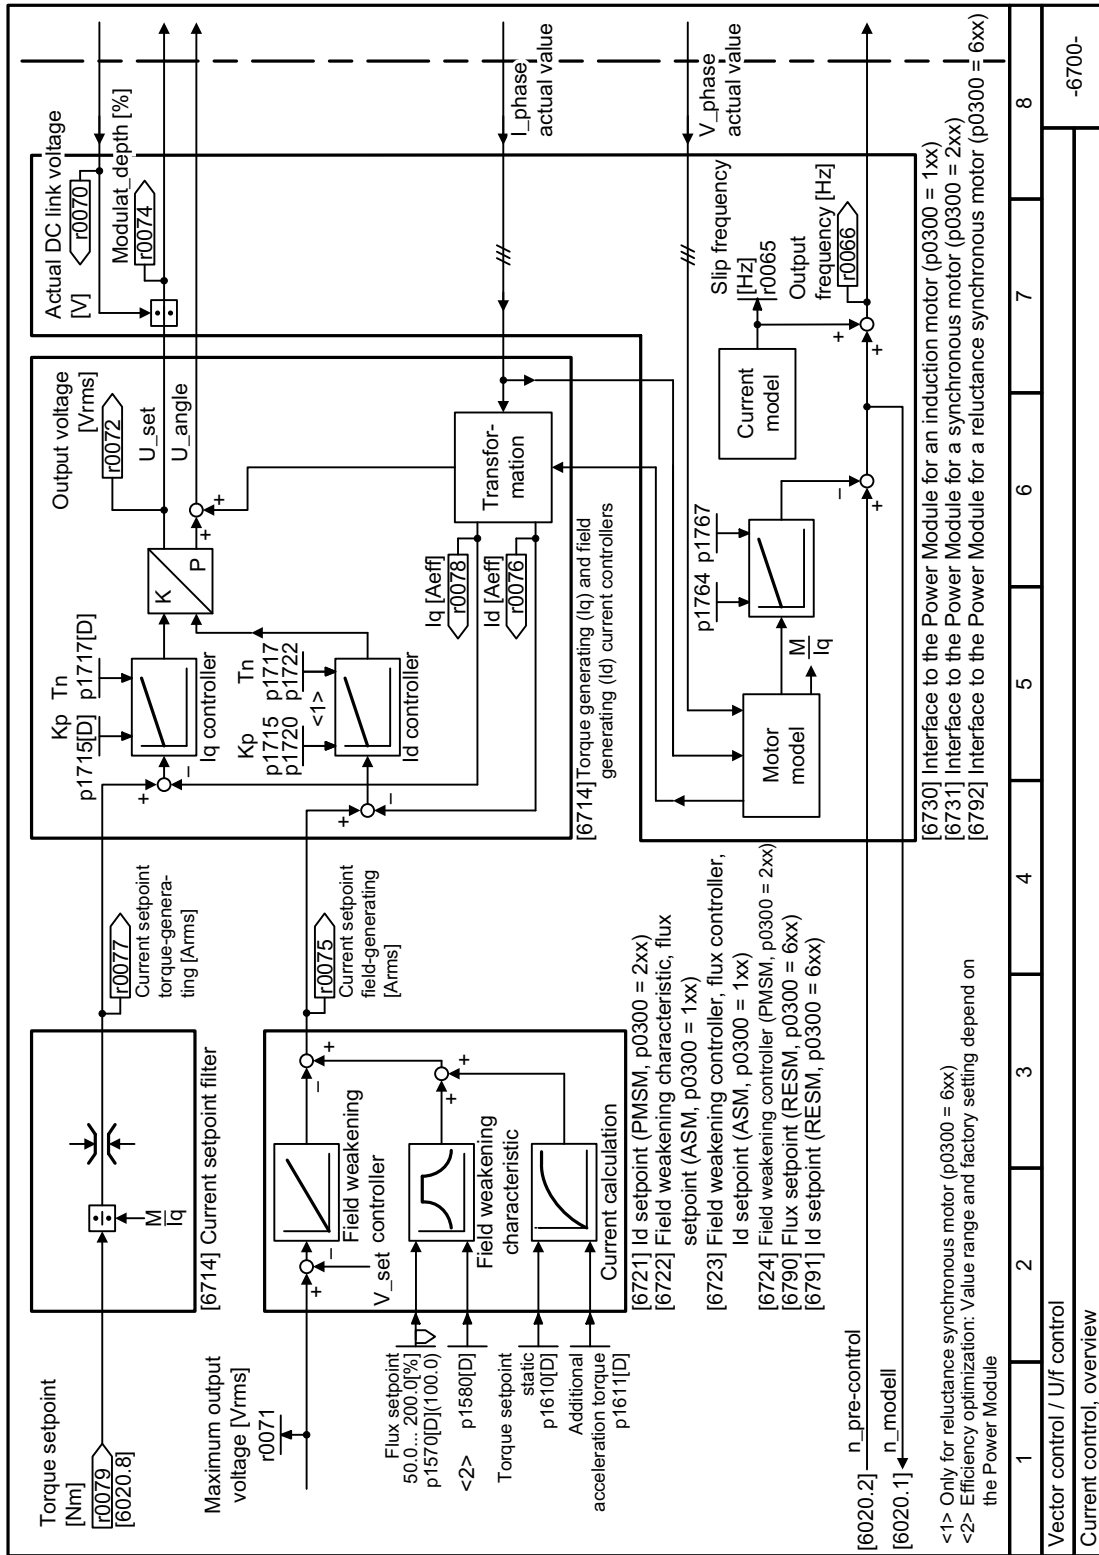 Torque setpoint
[Nm]
r0079
[6020.8]
M
Iq
[6714] Current setpoint filter
r0077
Current setpoint
torque-genera-
ting [Arms]
Maximum output
voltage [Vrms]
r0071
+
–
V_set
Field weakening
controller
Flux setpoint
50.0... 200.0[%]
p1570[D](100.0)
<2>
p1580[D]
Field weakening
characteristic
Torque setpoint
static
p1610[D]
Additional
acceleration torque
p1611[D]
Current calculation
–
+
+
+
r0075
Current setpoint
field-generating
[Arms]
[6721] Id setpoint (PMSM, p0300 = 2xx)
[6722] Field weakening characteristic, flux
setpoint (ASM, p0300 = 1xx)
[6723] Field weakening controller, flux controller,
Id setpoint (ASM, p0300 = 1xx)
[6724] Field weakening controller (PMSM, p0300 = 2xx)
[6790] Flux setpoint (RESM, p0300 = 6xx)
[6791] Id setpoint (RESM, p0300 = 6xx)
Kp
Tn
p1715[D]
p1717[D]
+
–
Iq controller
Kp
Tn
p1715
p1720
<1>
p1717
p1722
+
–
Id controller
K
P
+
+
Output voltage
[Vrms]
r0072
U_set
U_angle
Actual DC link voltage
[V]
r0070
Modulat_depth [%]
r0074
Iq [Aeff]
r0078
Id [Aeff]
r0076
Transfor-
mation
I_phase
actual value
[6714] Torque generating (Iq) and field
generating (Id) current controllers
V_phase
actual value
Motor
model
M
Iq
p1764
p1767
–
+
Current
model
Slip frequency
[Hz]
r0065
Output
frequency [Hz]
r0066
+
+
[6020.2]
n_pre-control
[6020.1]
n_modell
[6730] Interface to the Power Module for an induction motor (p0300 = 1xx)
[6731] Interface to the Power Module for a synchronous motor (p0300 = 2xx)
[6792] Interface to the Power Module for a reluctance synchronous motor (p0300 = 6xx)
<1> Only for reluctance synchronous motor (p0300 = 6xx)
<2> Efficiency optimization: Value range and factory setting depend on
the Power Module
1
2
3
4
5
6
7
8
Vector control / U/f control
Current control, overview
-6700-